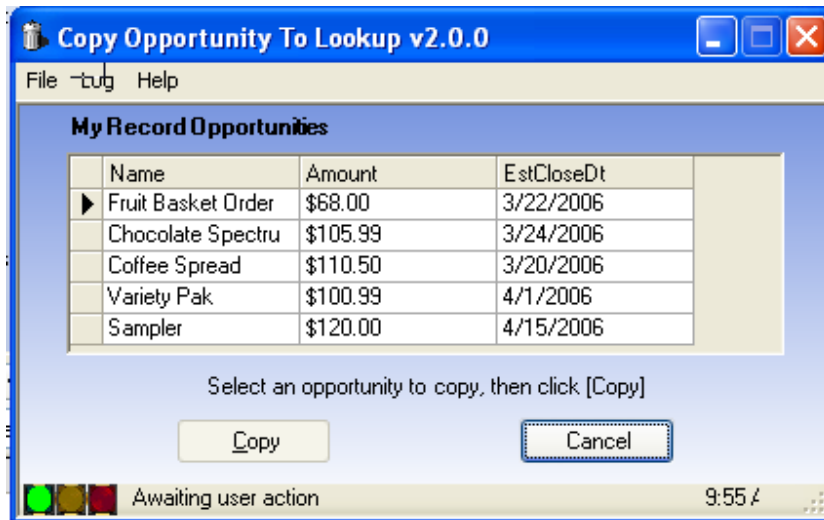 Copy Opportunity To Lookup v2.0.0
File Help
My Record Opportunities
Name Amount EstCloseDt
Fruit Basket Order $68.00 3/22/2006
Chocolate Spectru $105.99 3/24/2006
Coffee Spread $110.50 3/20/2006
Variety Pak $100.99 4/1/2006
Sampler $120.00 4/15/2006
Select an opportunity to copy, then click [Copy]
Copy Cancel
Awaiting user action 9:55